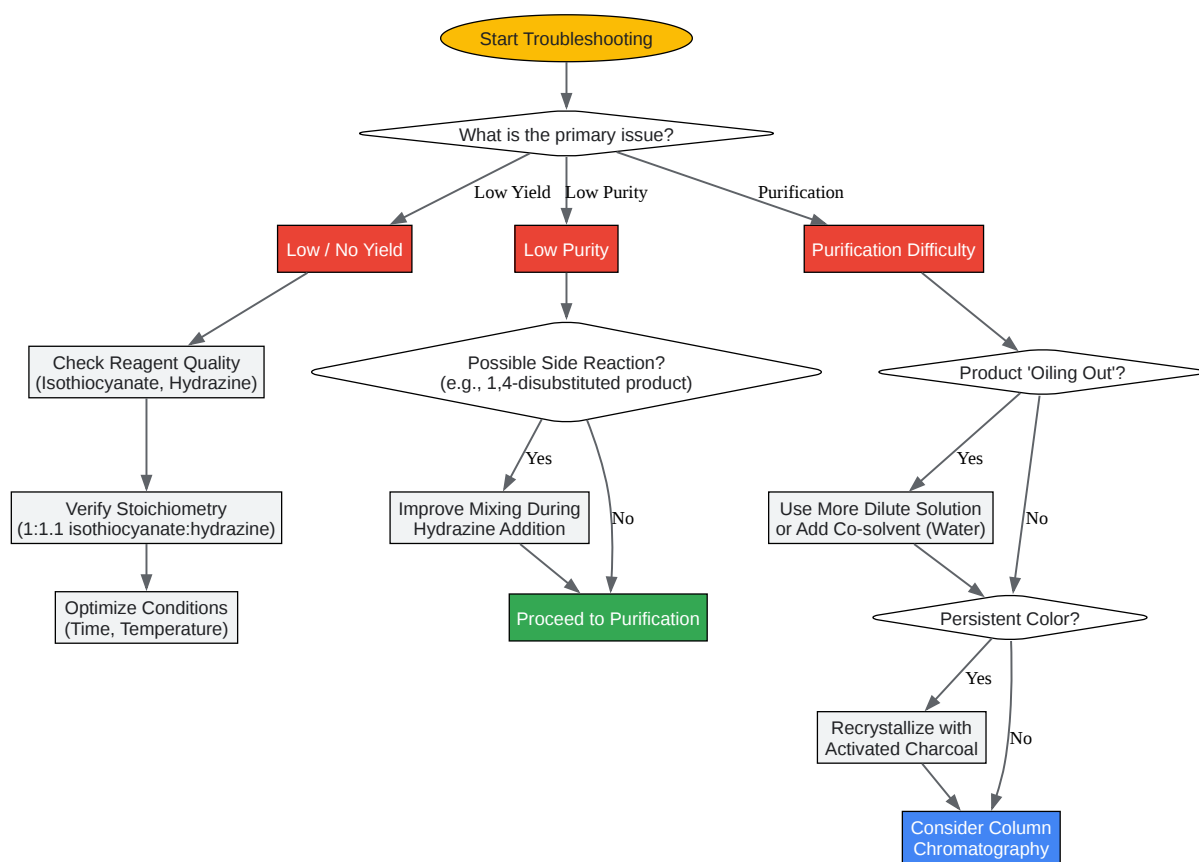 Start Troubleshooting
What is the primary issue?
Low Yield
Low Purity
Purification
Low / No Yield
Low Purity
Purification Difficulty
Check Reagent Quality
(Isothiocyanate, Hydrazine)
Possible Side Reaction?
(e.g., 1,4-disubstituted product)
Product 'Oiling Out'?
Yes
Yes
Verify Stoichiometry
(1:1.1 isothiocyanate:hydrazine)
Improve Mixing During
Hydrazine Addition
No
Use More Dilute Solution
or Add Co-solvent (Water)
No
Optimize Conditions
(Time, Temperature)
Proceed to Purification
Persistent Color?
Yes
Recrystallize with
Activated Charcoal
No
Consider Column
Chromatography